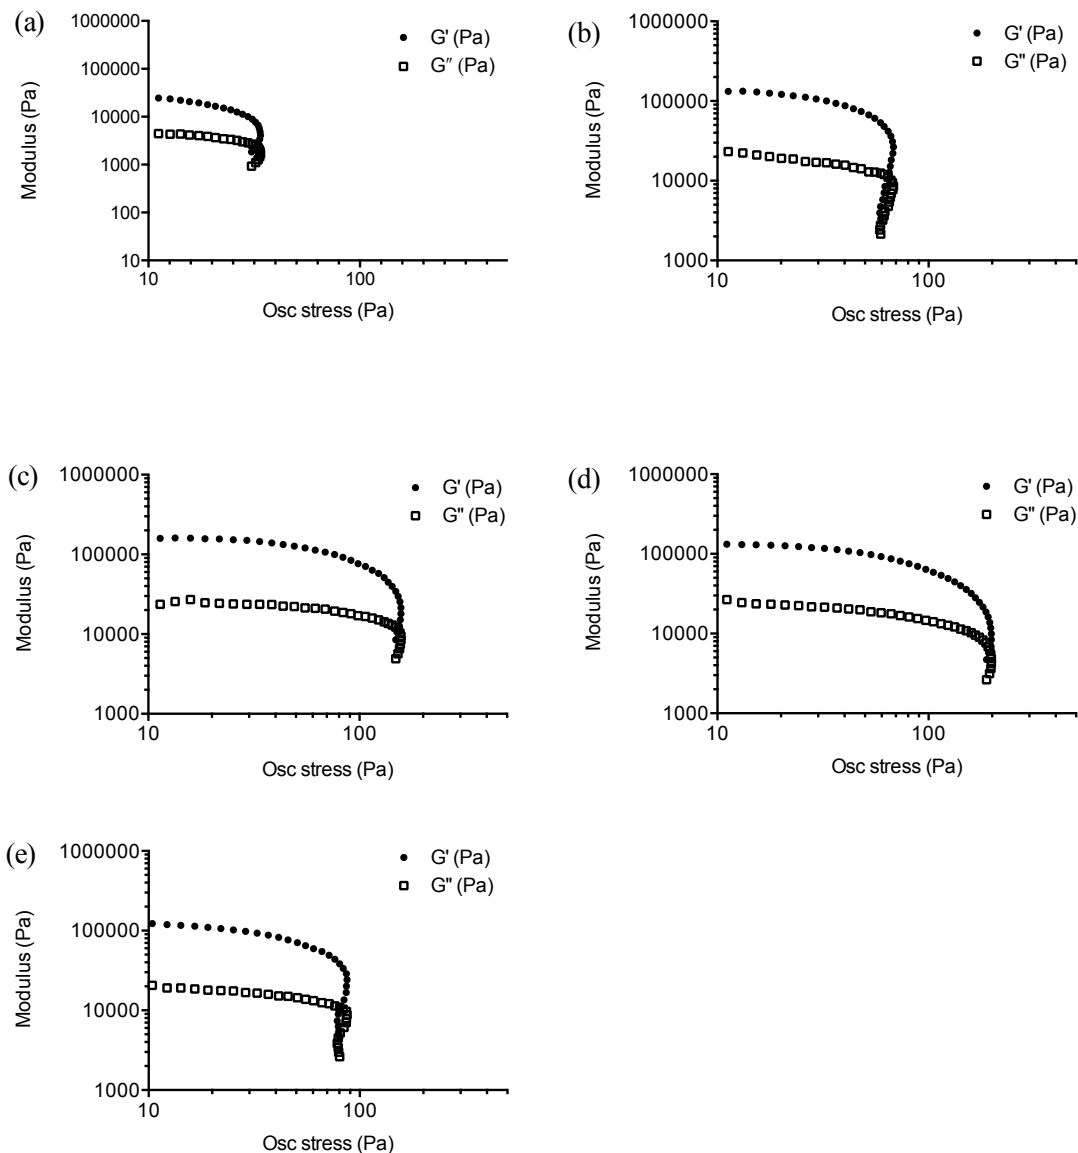 (a)
1000000
100000
10000
1000
100
10
10
100
Modulus (Pa)
Osc stress (Pa)
G' (Pa)
G″ (Pa)
(b)
1000000
100000
10000
1000
10
100
Modulus (Pa)
Osc stress (Pa)
G' (Pa)
G" (Pa)
(c)
1000000
100000
10000
1000
10
100
Modulus (Pa)
Osc stress (Pa)
G' (Pa)
G" (Pa)
(d)
1000000
100000
10000
1000
10
100
Modulus (Pa)
Osc stress (Pa)
G' (Pa)
G" (Pa)
(e)
1000000
100000
10000
1000
10
100
Modulus (Pa)
Osc stress (Pa)
G' (Pa)
G" (Pa)